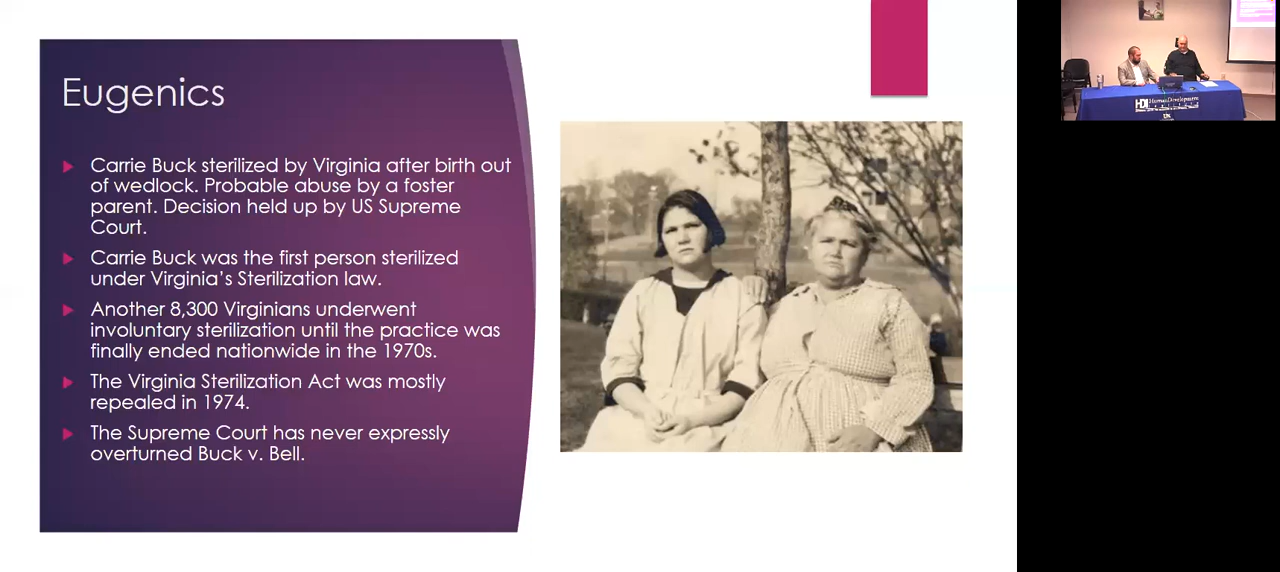 Eugenics
Carrie Buck sterilized by Virginia after birth out
of wedlock. Probable abuse by a foster
parent. Decision held up by US Supreme
Court.
Carrie Buck was the first person sterilized
under Virginia's Sterilization law.
Another 8,300 Virginians underwent
involuntary sterilization until the practice was
finally ended nationwide in the 1970s.
The Virginia Sterilization Act was mostly
repealed in 1974.
The Supreme Court has never expressly
overturned Buck v. Bell.
HDI HumanDevelopment